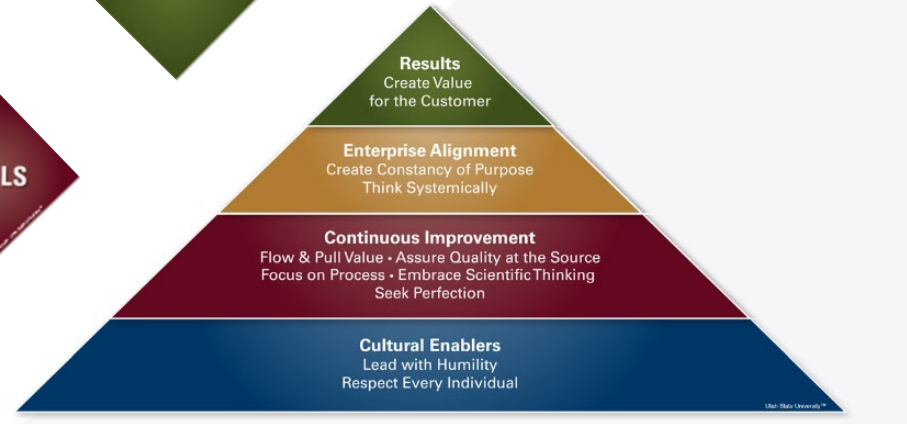 Results
Create Value
for the Customer
Enterprise Alignment
Create Constancy of Purpose
Think Systemically
LS
Continuous Improvement
Flow & Pull Value • Assure Quality at the Source
Focus on Process • Embrace Scientific Thinking
Seek Perfection
Cultural Enablers
Lead with Humility
Respect Every Individual
Utah State University™